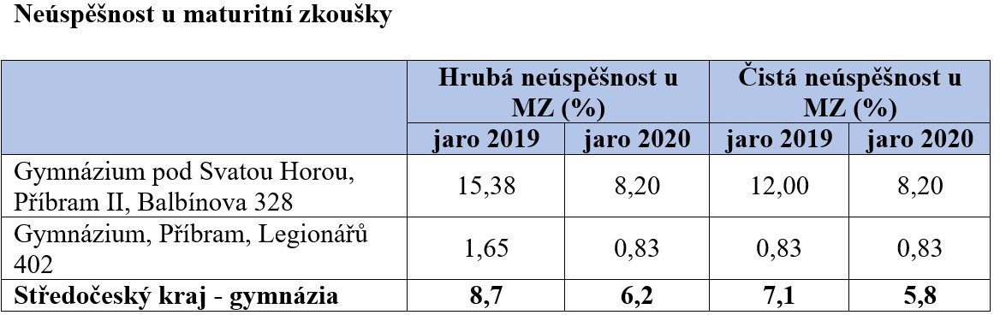 Neúspěšnost u maturitní zkoušky
Hrubá neúspěšnost u MZ (%) Čistá neúspěšnost u MZ (%)
jaro 2019 jaro 2020 jaro 2019 jaro 2020
Gymnázium pod Svatou Horou,
Příbram II, Balbínova 328 15,38 8,20 12,00 8,20
Gymnázium, Příbram, Legionářů
402 1,65 0,83 0,83 0,83
Středočeský kraj - gymnázia 8,7 6,2 7,1 5,8